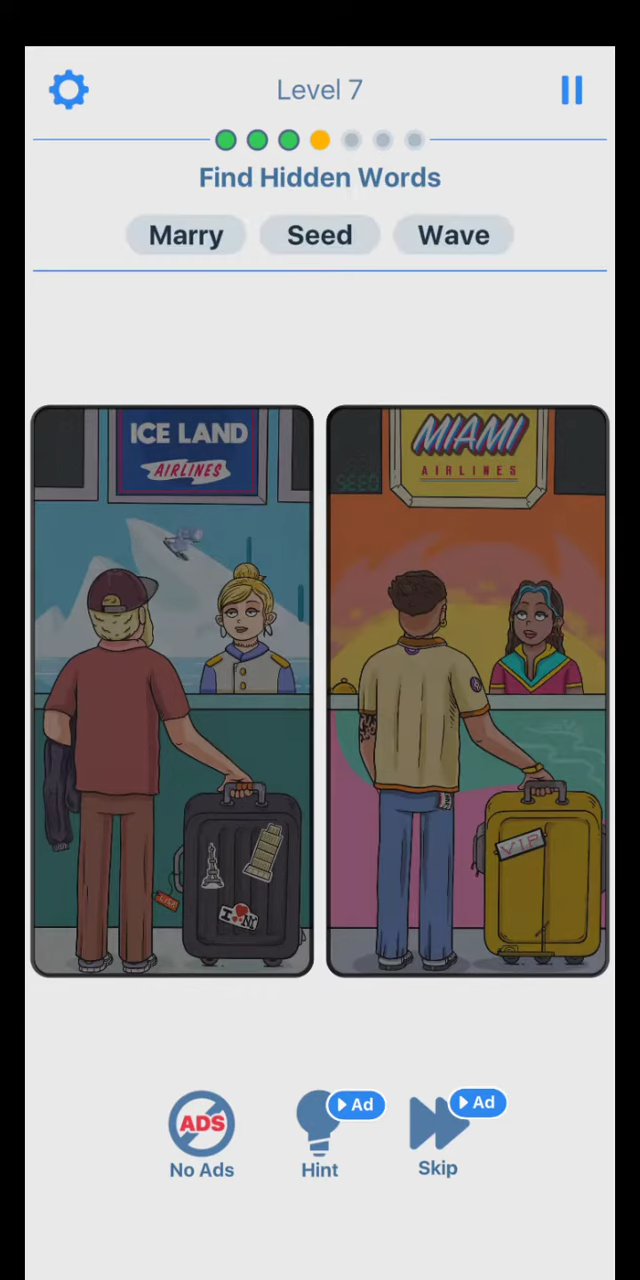 Level 7
Find Hidden Words
Marry Seed Wave
ICE LAND
AIRLINES
MIAMI
AIRLINES
SEED
VIP
I NY
ADS
Ad
Ad
No Ads
Hint
Skip